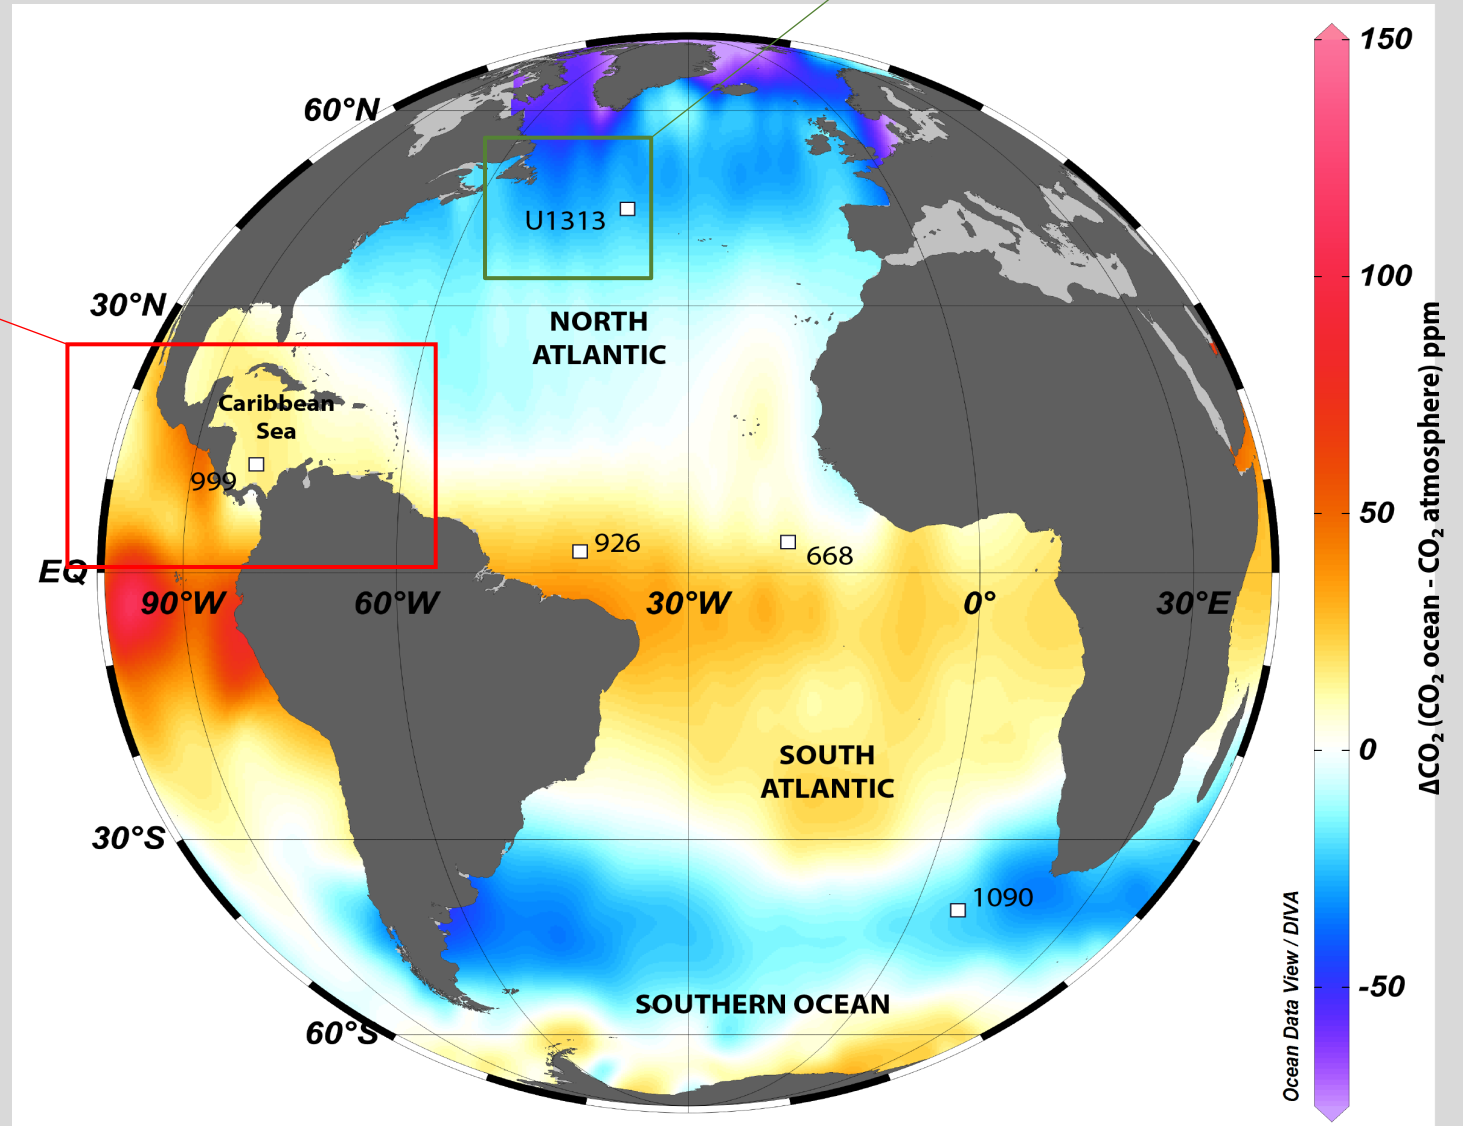 150
60°N
U1313
100
30°N
NORTH
ATLANTIC
Caribbean
Sea
999
50
926
668
EQ
90°W
60°W
30°W
0°
30°E
0
SOUTH
ATLANTIC
30°S
1090
-50
SOUTHERN OCEAN
60°S
Ocean Data View / DIVA
ΔCO₂ (CO₂ ocean - CO₂ atmosphere) ppm